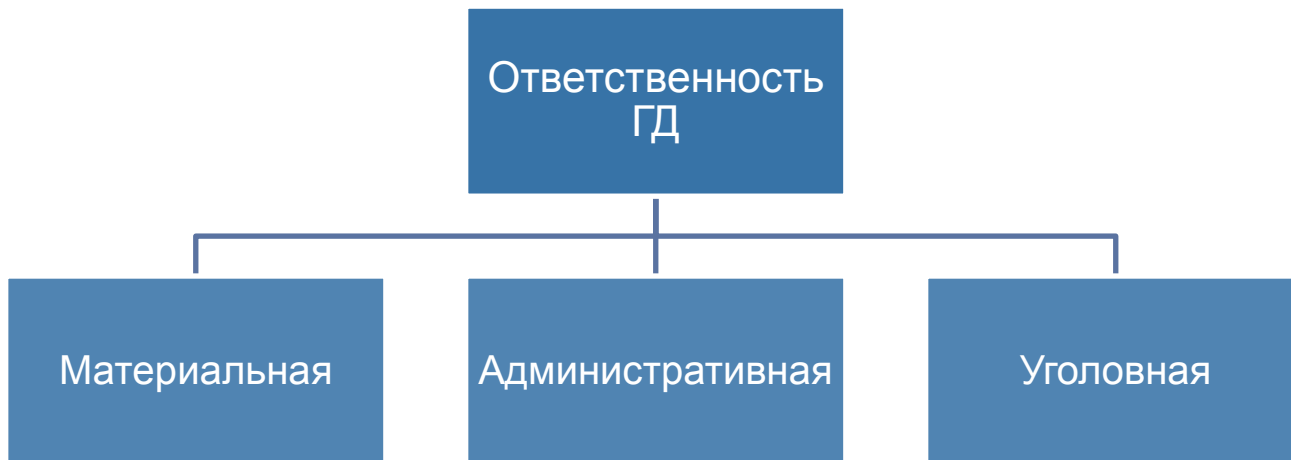 Ответственность
ГД
Материальная
Административная
Уголовная